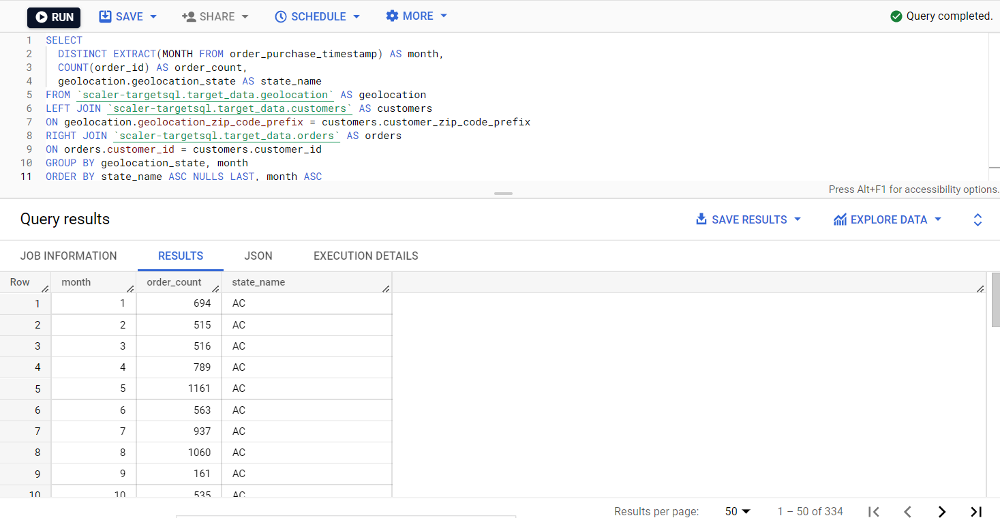 RUN SAVE SHARE SCHEDULE MORE Query completed.
1 SELECT
2 DISTINCT EXTRACT(MONTH FROM order_purchase_timestamp) AS month,
3 COUNT(order_id) AS order_count,
4 geolocation.geolocation_state AS state_name
5 FROM `scaler-targetsql.target_data.geolocation` AS geolocation
6 LEFT JOIN `scaler-targetsql.target_data.customers` AS customers
7 ON geolocation.geolocation_zip_code_prefix = customers.customer_zip_code_prefix
8 RIGHT JOIN `scaler-targetsql.target_data.orders` AS orders
9 ON orders.customer_id = customers.customer_id
10 GROUP BY geolocation_state, month
11 ORDER BY state_name ASC NULLS LAST, month ASC
Press Alt+F1 for accessibility options.
Query results SAVE RESULTS EXPLORE DATA
JOB INFORMATION RESULTS JSON EXECUTION DETAILS
Row month order_count state_name
1 1 694 AC
2 2 515 AC
3 3 516 AC
4 4 789 AC
5 5 1161 AC
6 6 563 AC
7 7 937 AC
8 8 1060 AC
9 9 161 AC
10 10 535 AC
Results per page: 50 1 – 50 of 334